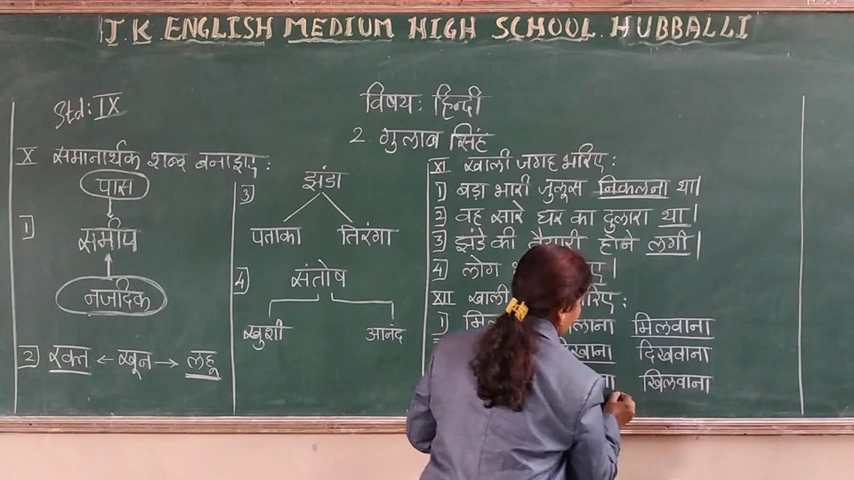 J.K. ENGLISH MEDIUM HIGH SCHOOL. HUBBALLI
Std: IX
विषय: हिन्दी
2. गुलाब सिंह
X समानार्थक शब्द बनाइए:
पास
1) समीप
नजदिक
2) रक्त ← खून → लहू
3) झंडा
पताका तिरंगा
4) संतोष
खुशी आनंद
XI खाली जगह भरिए:
1) बड़ा भारी जुलूस निकलना था|
2) वह सारे घर का दुलारा था|
3) झंडे की तैयारी होने लगी|
4) लोग
XII खाली
1) मिलवाना
दिखवाना
खिलवाना